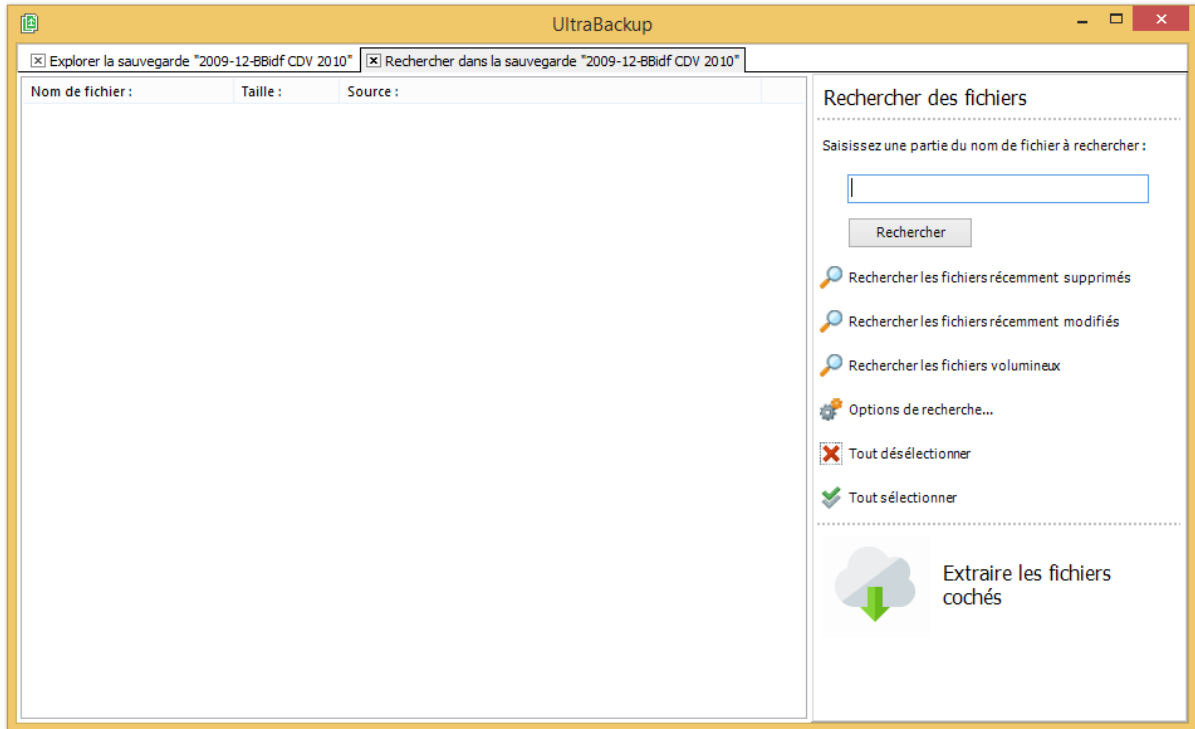 UltraBackup
Explorer la sauvegarde "2009-12-BBidf CDV 2010"
Rechercher dans la sauvegarde "2009-12-BBidf CDV 2010"
Nom de fichier : Taille : Source :
Rechercher des fichiers
Saisissez une partie du nom de fichier à rechercher :
Rechercher
Rechercher les fichiers récemment supprimés
Rechercher les fichiers récemment modifiés
Rechercher les fichiers volumineux
Options de recherche...
Tout désélectionner
Tout sélectionner
Extraire les fichiers
cochés